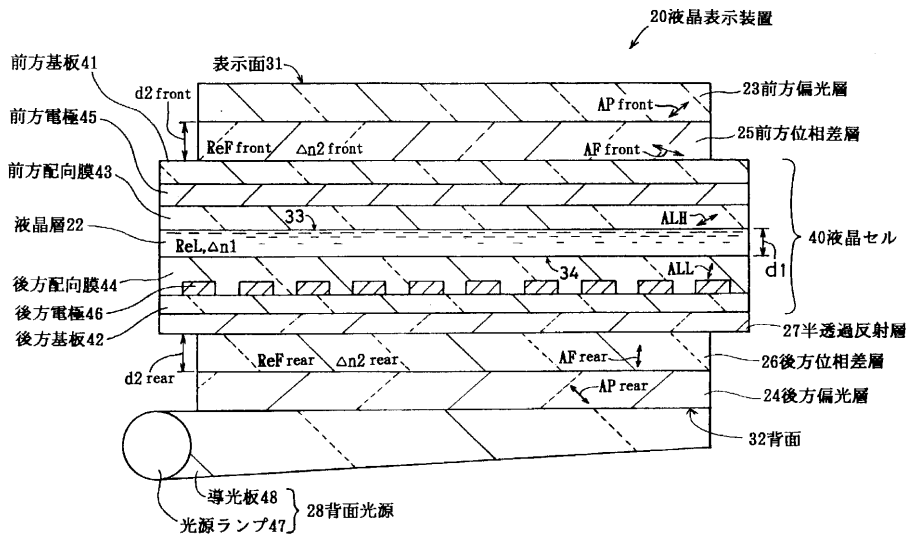 20液晶表示装置
表示面31
前方基板41
d2 front
AP front
23前方偏光層
前方電極45
ReF front △n2 front
AF front
25前方位相差層
前方配向膜43
33
ALH
液晶層22
ReL,△n1
d1
40液晶セル
後方配向膜44
34
ALL
後方電極46
後方基板42
27半透過反射層
d2 rear
ReF rear △n2 rear
AF rear
26後方位相差層
AP rear
24後方偏光層
32背面
導光板48
光源ランプ47
28背面光源